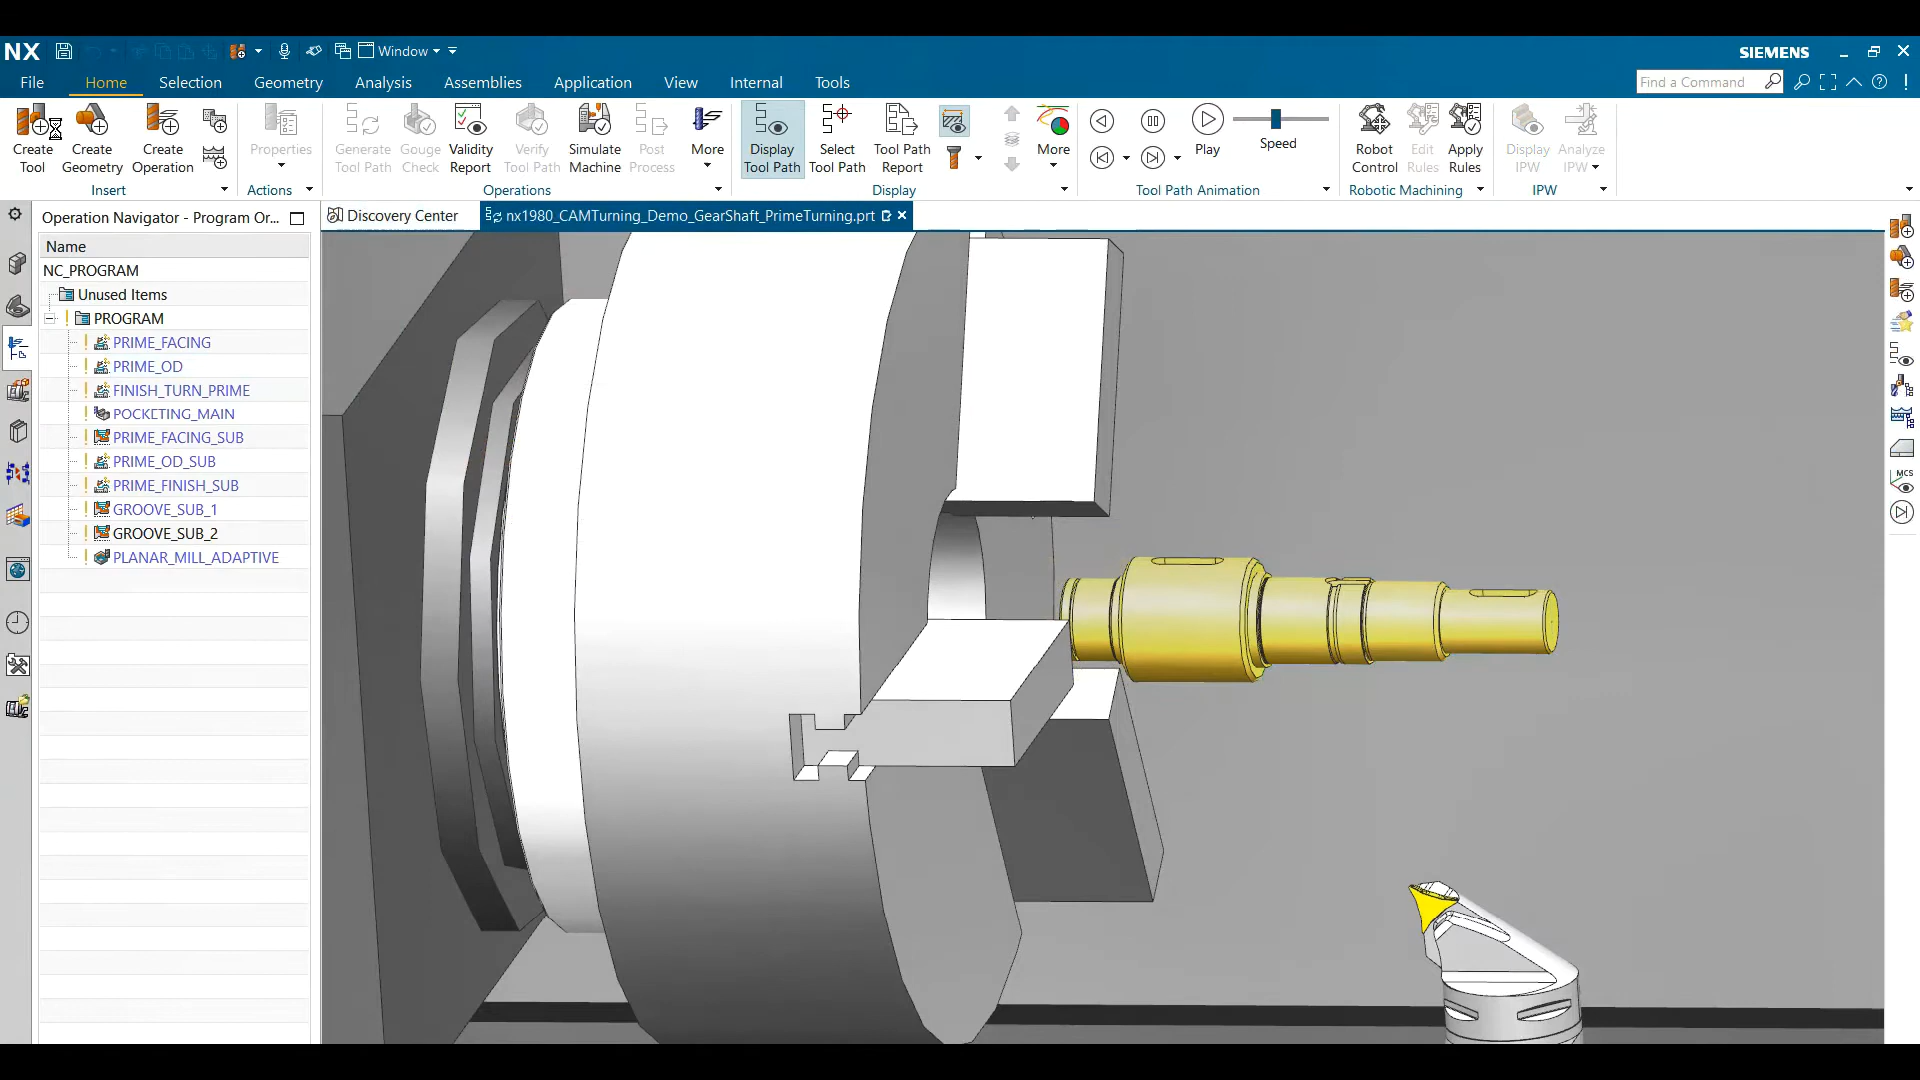 NX Window SIEMENS
File Home Selection Geometry Analysis Assemblies Application View Internal Tools Find a Command
Create Tool
Create Geometry
Create Operation
Insert
Properties
Actions
Generate Tool Path
Gouge Check
Validity Report
Verify Tool Path
Simulate Machine
Post Process
More
Operations
Display Tool Path
Select Tool Path
Tool Path Report
More
Display
Play
Speed
Tool Path Animation
Robot Control
Edit Rules
Apply Rules
Robotic Machining
Display IPW
Analyze IPW
IPW
Operation Navigator - Program Or...
Discovery Center
nx1980_CAMTurning_Demo_GearShaft_PrimeTurning.prt
Name
NC_PROGRAM
Unused Items
PROGRAM
PRIME_FACING
PRIME_OD
FINISH_TURN_PRIME
POCKETING_MAIN
PRIME_FACING_SUB
PRIME_OD_SUB
PRIME_FINISH_SUB
GROOVE_SUB_1
GROOVE_SUB_2
PLANAR_MILL_ADAPTIVE
MCS